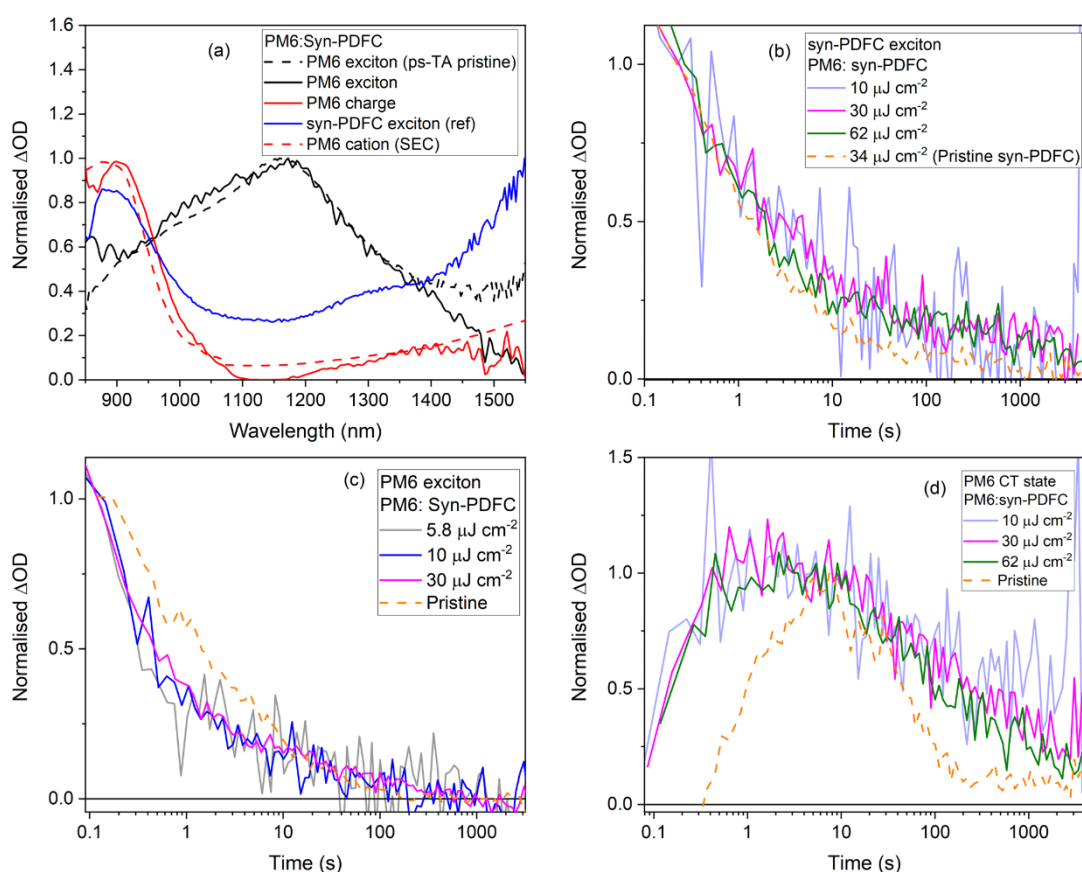 (a)
PM6:Syn-PDFC
PM6 exciton (ps-TA pristine)
PM6 exciton
PM6 charge
syn-PDFC exciton (ref)
PM6 cation (SEC)
Normalised ΔOD
1.6
1.4
1.2
1.0
0.8
0.6
0.4
0.2
0.0
900 1000 1100 1200 1300 1400 1500
Wavelength (nm)
(b)
syn-PDFC exciton
PM6: syn-PDFC
10 μJ cm⁻²
30 μJ cm⁻²
62 μJ cm⁻²
34 μJ cm⁻² (Pristine syn-PDFC)
Normalised ΔOD
1.0
0.5
0.0
0.1 1 10 100 1000
Time (s)
(c)
PM6 exciton
PM6: Syn-PDFC
5.8 μJ cm⁻²
10 μJ cm⁻²
30 μJ cm⁻²
Pristine
Normalised ΔOD
1.0
0.5
0.0
0.1 1 10 100 1000
Time (s)
(d)
PM6 CT state
PM6:syn-PDFC
10 μJ cm⁻²
30 μJ cm⁻²
62 μJ cm⁻²
Pristine
Normalised ΔOD
1.5
1.0
0.5
0.0
0.1 1 10 100 1000
Time (s)